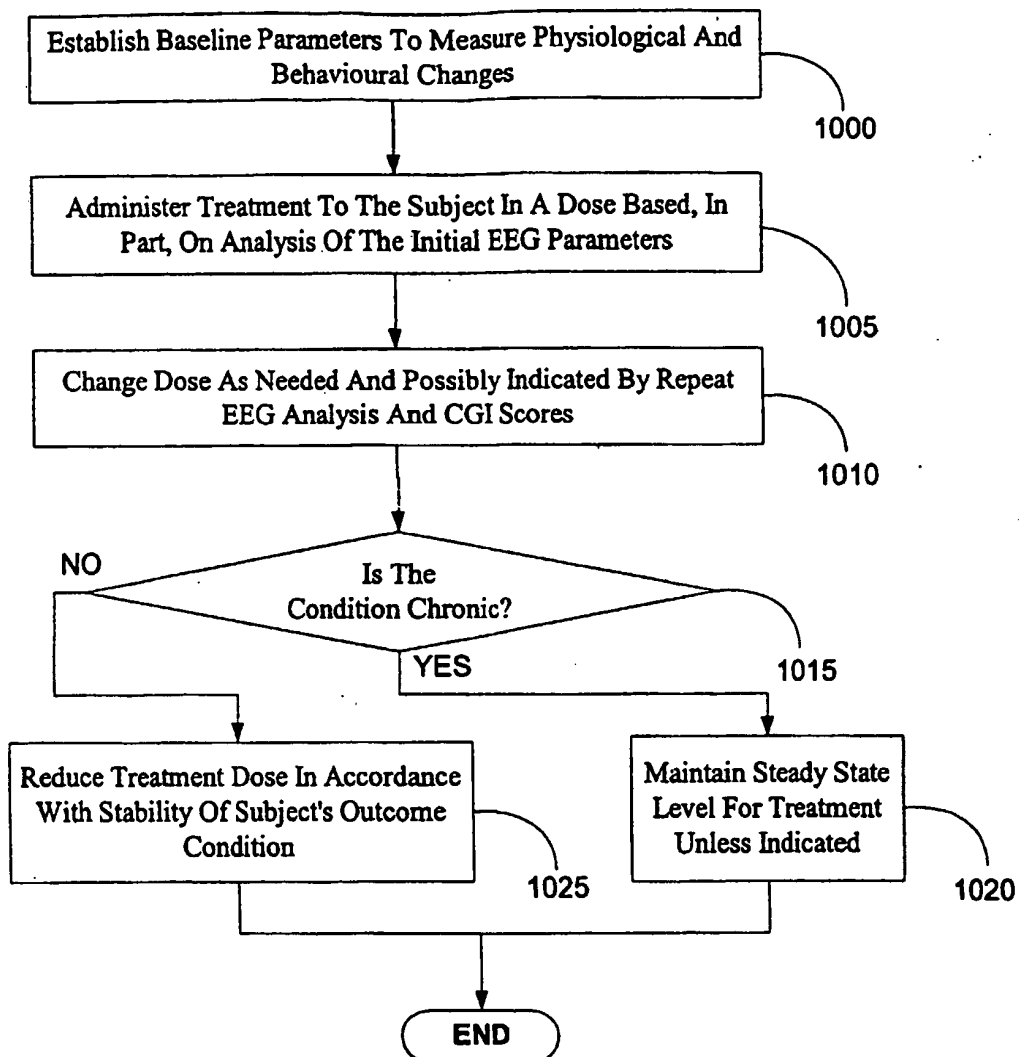 Establish Baseline Parameters To Measure Physiological And
Behavioural Changes
1000
Administer Treatment To The Subject In A Dose Based, In
Part, On Analysis Of The Initial EEG Parameters
1005
Change Dose As Needed And Possibly Indicated By Repeat
EEG Analysis And CGI Scores
1010
NO
Is The
Condition Chronic?
YES
1015
Reduce Treatment Dose In Accordance
With Stability Of Subject's Outcome
Condition
1025
Maintain Steady State
Level For Treatment
Unless Indicated
1020
END